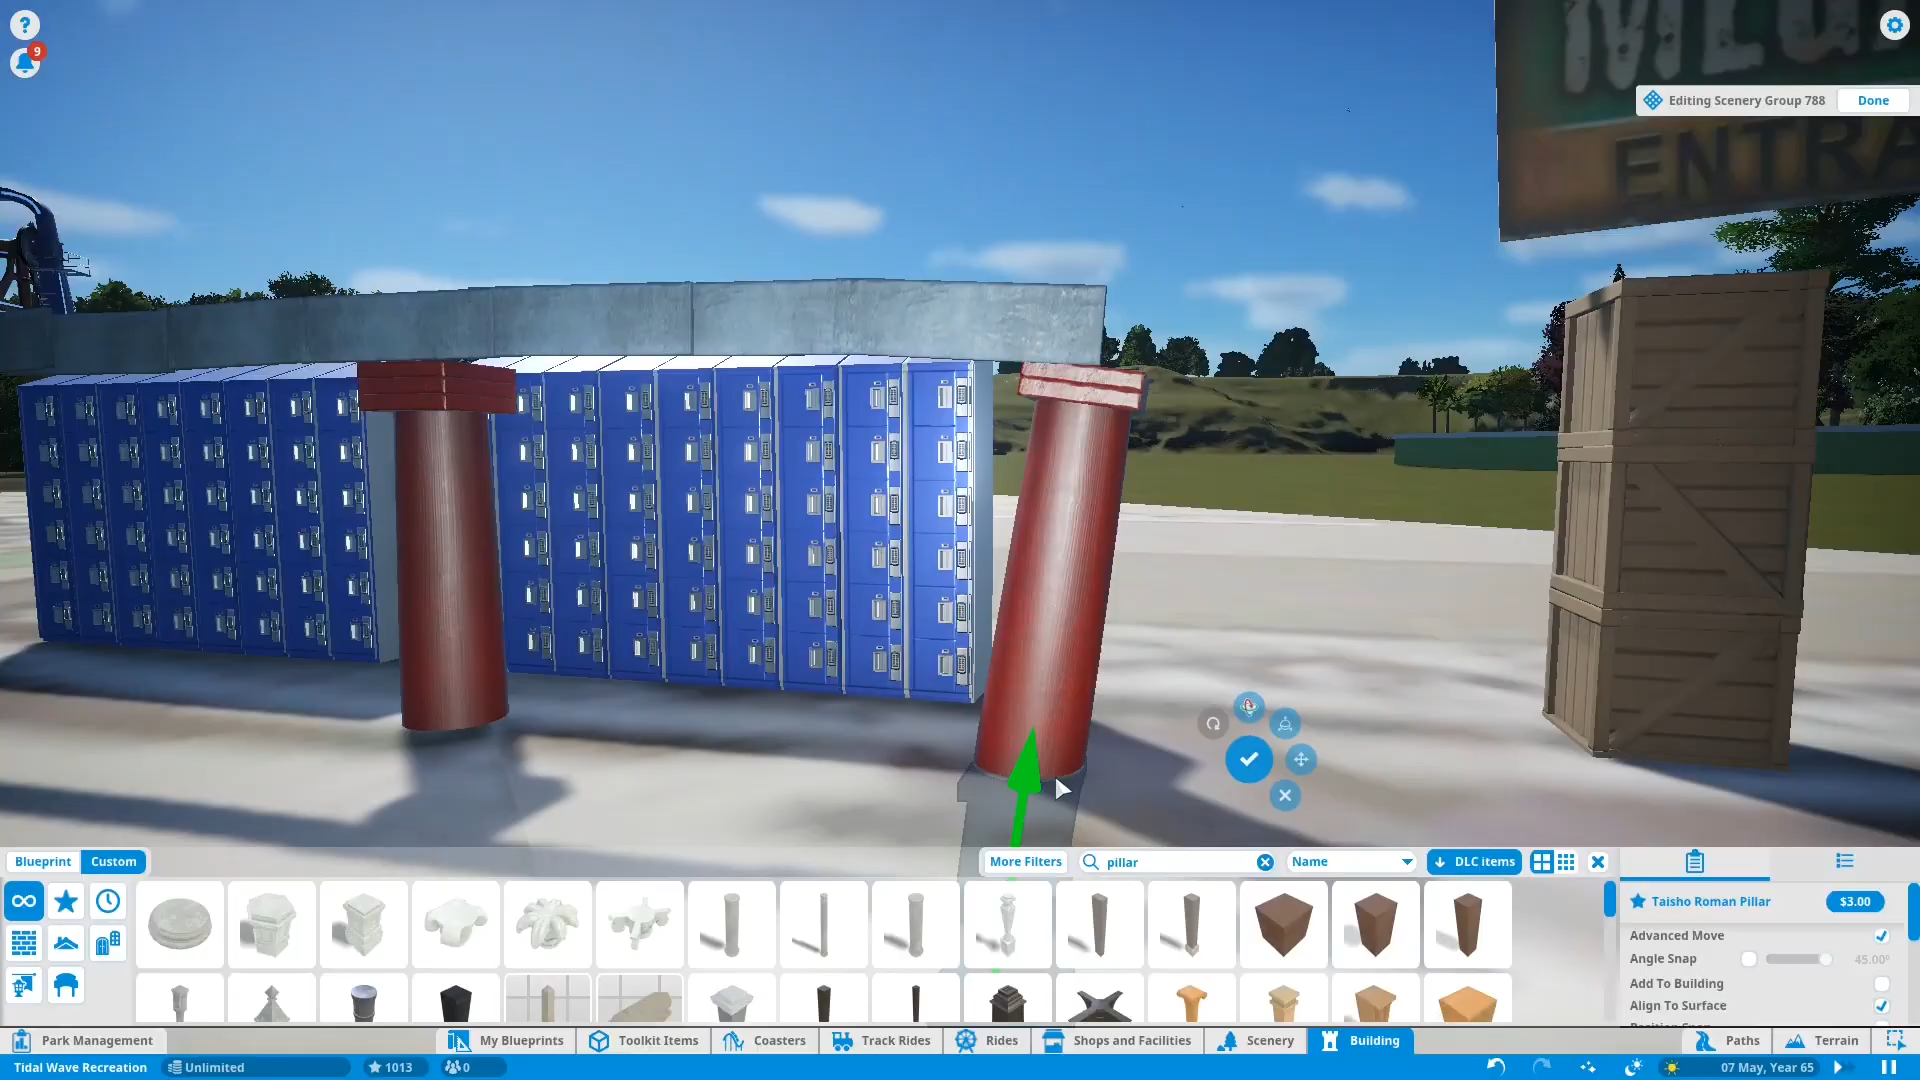 ?
9
ENTRA
Editing Scenery Group 788
Done
Blueprint
Custom
More Filters
pillar
Name
DLC items
Taisho Roman Pillar
$3.00
Advanced Move
Angle Snap
45.00°
Add To Building
Align To Surface
Park Management
My Blueprints
Toolkit Items
Coasters
Track Rides
Rides
Shops and Facilities
Scenery
Building
Paths
Terrain
Tidal Wave Recreation
Unlimited
1013
0
07 May, Year 65